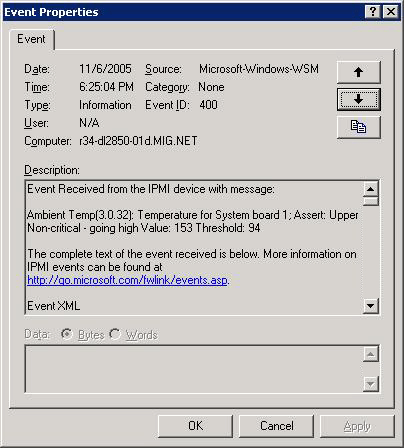 Event Properties
Event
Date: 11/6/2005 Source: Microsoft-Windows-WSM
Time: 6:25:04 PM Category: None
Type: Information Event ID: 400
User: N/A
Computer: r34-dl2850-01d.MIG.NET
Description:
Event Received from the IPMI device with message:
Ambient Temp(3.0.32): Temperature for System board 1; Assert: Upper
Non-critical - going high Value: 153 Threshold: 94
The complete text of the event received is below. More information on
IPMI events can be found at
http://go.microsoft.com/fwlink/events.asp.
Event XML
Data: Bytes Words
OK Cancel Apply